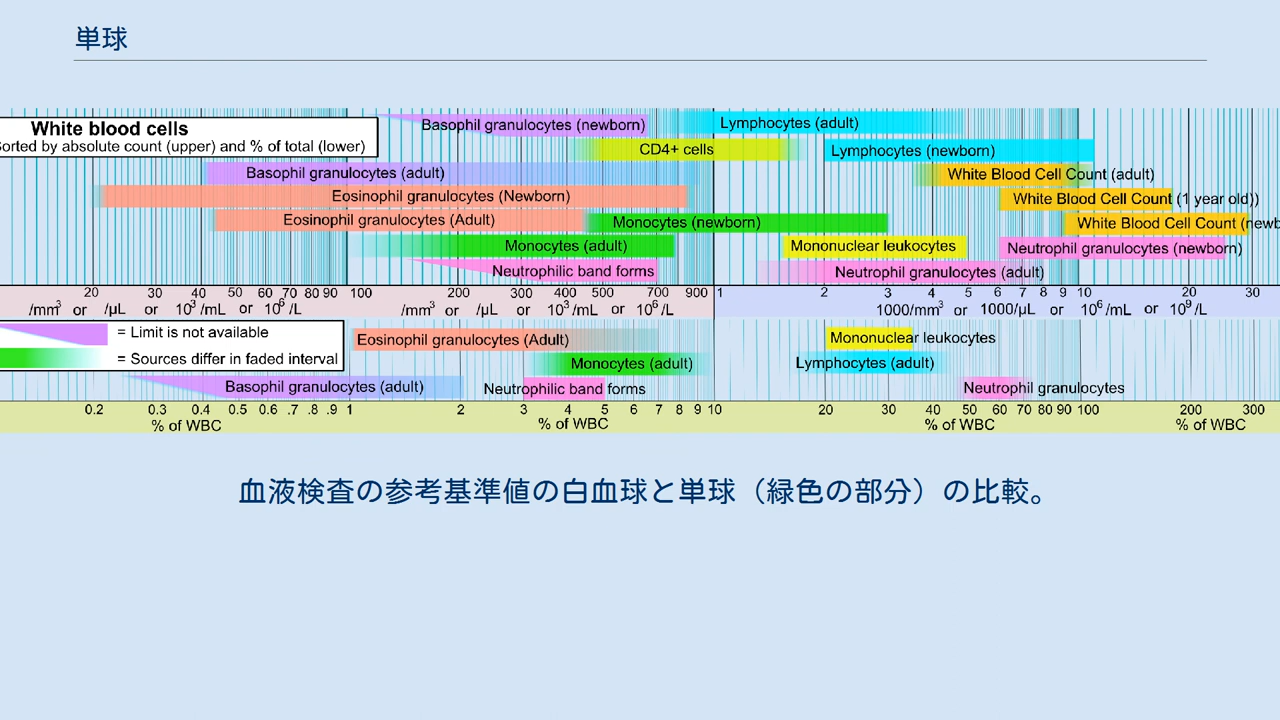 単球
White blood cells
Sorted by absolute count (upper) and % of total (lower)
Basophil granulocytes (newborn)
Lymphocytes (adult)
CD4+ cells
Lymphocytes (newborn)
Basophil granulocytes (adult)
White Blood Cell Count (adult)
Eosinophil granulocytes (Newborn)
White Blood Cell Count (1 year old))
Eosinophil granulocytes (Adult)
Monocytes (newborn)
White Blood Cell Count (newb
Monocytes (adult)
Mononuclear leukocytes
Neutrophil granulocytes (newborn)
Neutrophilic band forms
Neutrophil granulocytes (adult)
20 30 40 50 60 70 80 90 100 200 300 400 500 700 900 1 2 3 4 5 6 7 8 9 10 20 30
/mm³ or /µL or 10³/mL or 10⁶/L /mm³ or /µL or 10³/mL or 10⁶/L 1000/mm³ or 1000/µL or 10⁶/mL or 10⁹/L
= Limit is not available
= Sources differ in faded interval
Eosinophil granulocytes (Adult)
Mononuclear leukocytes
Monocytes (adult)
Lymphocytes (adult)
Basophil granulocytes (adult)
Neutrophilic band forms
Neutrophil granulocytes
0.2 0.3 0.4 0.5 0.6 .7 .8 .9 1 2 3 4 5 6 7 8 9 10 20 30 40 50 60 70 80 90 100 200 300
% of WBC % of WBC % of WBC % of WBC
血液検査の参考基準値の白血球と単球（緑色の部分）の比較。